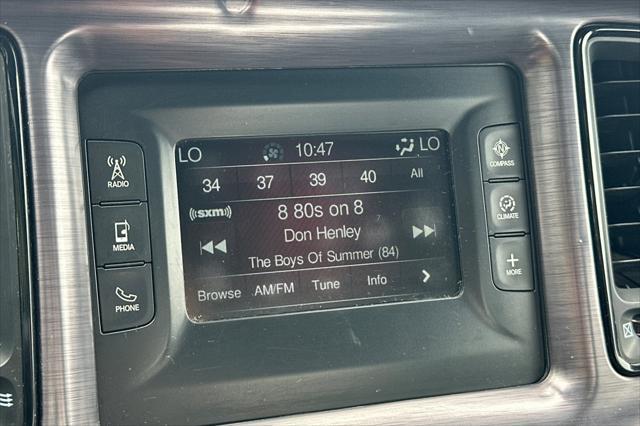 LO 10:47 LO
34 37 39 40 All
((sxm)) 8 80s on 8
Don Henley
The Boys Of Summer (84)
Browse AM/FM Tune Info >
RADIO
MEDIA
PHONE
N
COMPASS
CLIMATE
+
MORE